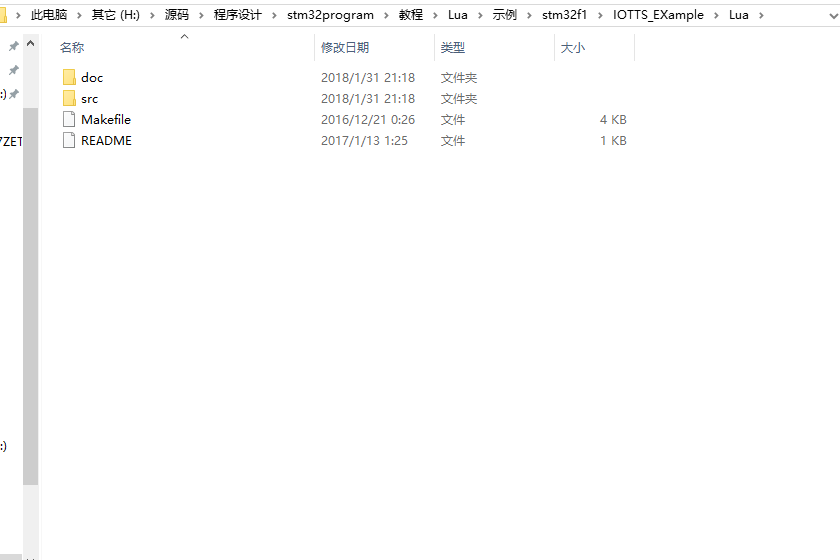 此电脑 › 其它 (H:) › 源码 › 程序设计 › stm32program › 教程 › Lua › 示例 › stm32f1 › IOTTS_EXample › Lua ›
名称 修改日期 类型 大小
doc 2018/1/31 21:18 文件夹
:) src 2018/1/31 21:18 文件夹
Makefile 2016/12/21 0:26 文件 4 KB
7ZET README 2017/1/13 1:25 文件 1 KB
:)